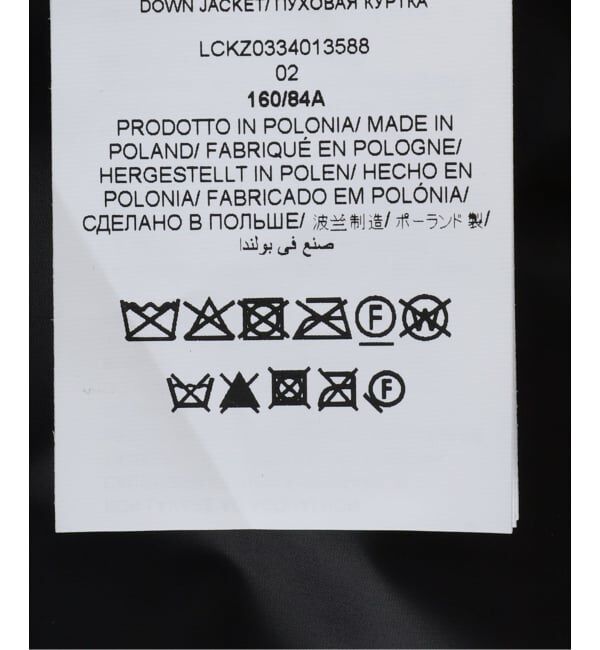 DOWN JACKET/ ПУХОВАЯ КУРТКА
LCKZ0334013588
02
160/84A
PRODOTTO IN POLONIA/ MADE IN
POLAND/ FABRIQUÉ EN POLOGNE/
HERGESTELLT IN POLEN/ HECHO EN
POLONIA/ FABRICADO EM POLÓNIA/
СДЕЛАНО В ПОЛЬШЕ/ 波兰制造/ ポーランド製/
صنع في بولندا
F W
F